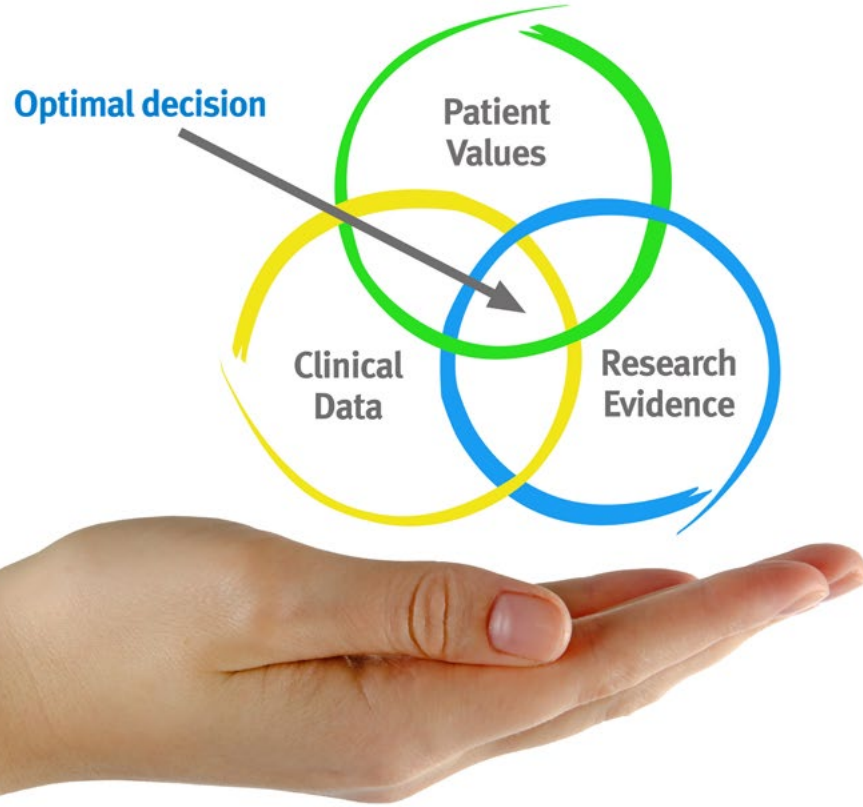 Optimal decision
Patient
Values
Clinical
Data
Research
Evidence